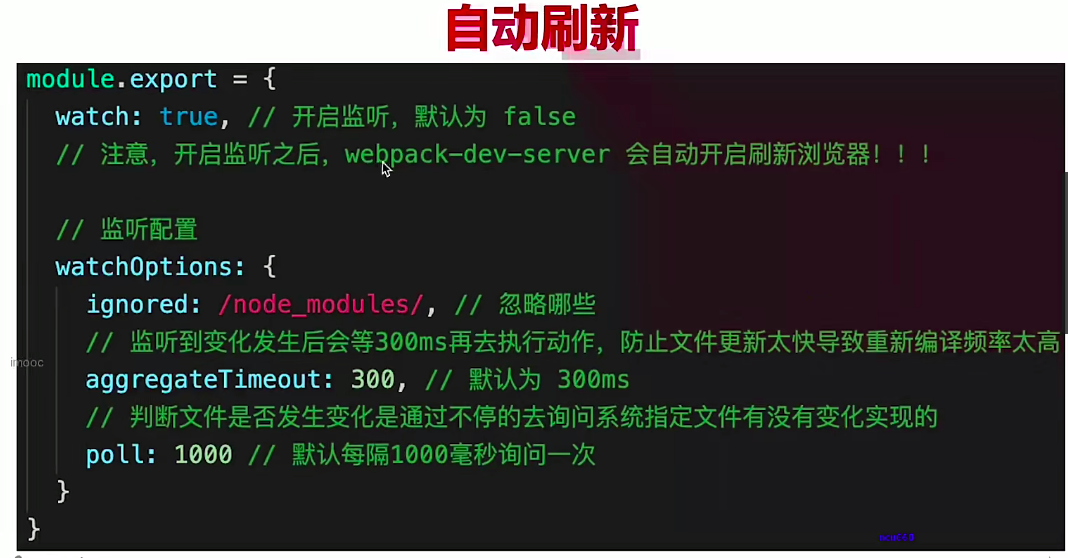 自动刷新
module.export = {
watch: true, // 开启监听，默认为 false
// 注意，开启监听之后，webpack-dev-server 会自动开启刷新浏览器！！！
// 监听配置
watchOptions: {
ignored: /node_modules/, // 忽略哪些
// 监听到变化发生后会等300ms再去执行动作，防止文件更新太快导致重新编译频率太高
aggregateTimeout: 300, // 默认为 300ms
// 判断文件是否发生变化是通过不停的去询问系统指定文件有没有变化实现的
poll: 1000 // 默认每隔1000毫秒询问一次
}
}
imooc